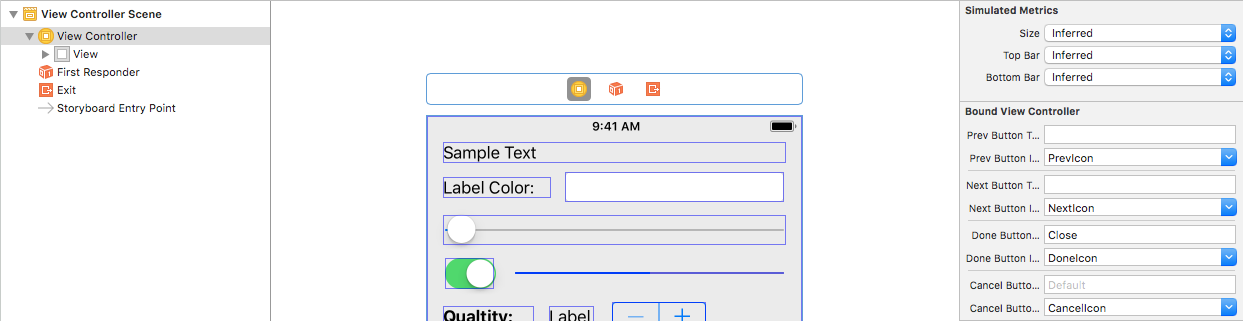 View Controller Scene
View Controller
View
First Responder
Exit
Storyboard Entry Point
9:41 AM
Sample Text
Label Color:
Qualtity:
Label
Simulated Metrics
Size Inferred
Top Bar Inferred
Bottom Bar Inferred
Bound View Controller
Prev Button T...
Prev Button I... PrevIcon
Next Button T...
Next Button I... NextIcon
Done Button... Close
Done Button I... DoneIcon
Cancel Butto... Default
Cancel Butto... CancelIcon